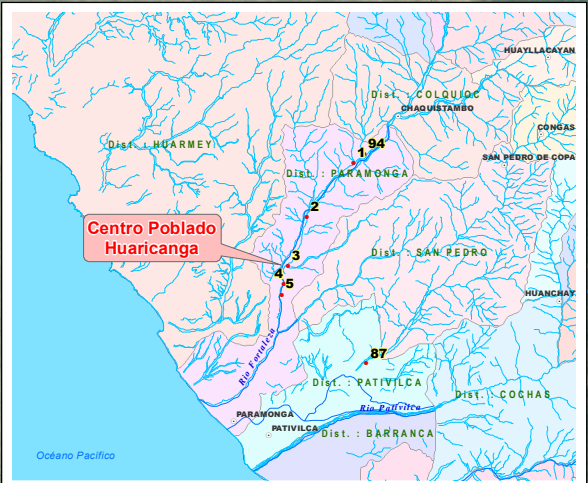 HUAYLLACAYAN
Dist. : COLQUIOC
CHAQUISTAMBO
CONGAS
Dist. : HUARMEY
1
94
SAN PEDRO DE COPA
Dist. : PARAMONGA
2
Centro Poblado
Huaricanga
3
Dist. : SAN PEDRO
4
5
HUANCHAY
Río Fortaleza
87
Dist. : PATIVILCA
Dist. : COCHAS
Río Pativilca
PARAMONGA
PATIVILCA
Dist. : BARRANCA
Océano Pacífico